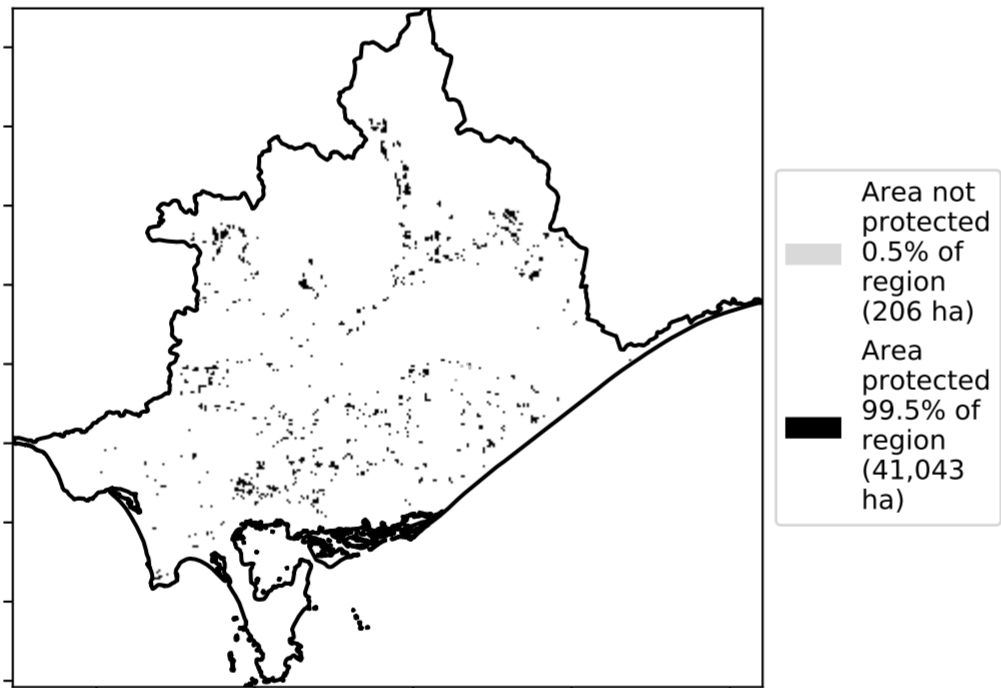 Area not
protected
0.5% of
region
(206 ha)
Area
protected
99.5% of
region
(41,043
ha)